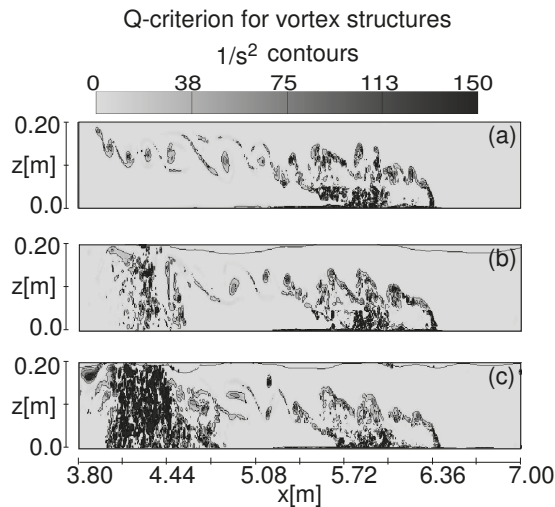 Q-criterion for vortex structures
1/s² contours
0 38 75 113 150
0.20 (a)
z[m]
0.0
0.20 (b)
z[m]
0.0
0.20 (c)
z[m]
0.0
3.80 4.44 5.08 5.72 6.36 7.00
x[m]